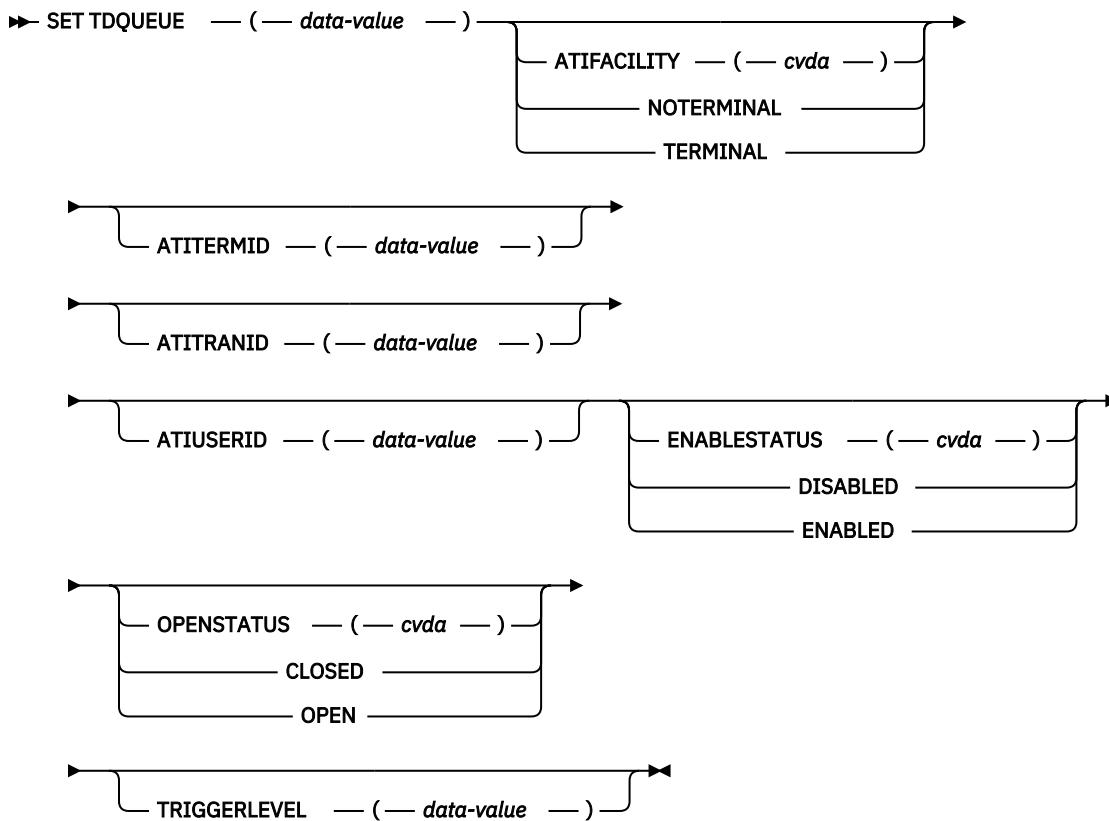 SET TDQUEUE ( data-value )
ATIFACILITY ( cvda )
NOTERMINAL
TERMINAL
ATITERMID ( data-value )
ATITRANID ( data-value )
ATIUSERID ( data-value )
ENABLESTATUS ( cvda )
DISABLED
ENABLED
OPENSTATUS ( cvda )
CLOSED
OPEN
TRIGGERLEVEL ( data-value )